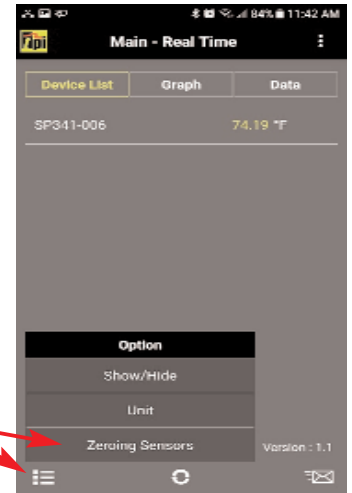 84% 11:42 AM
TPI Main - Real Time
Device List Graph Data
SP341-006 74.19 °F
Option
Show/Hide
Unit
Zeroing Sensors
Version : 1.1